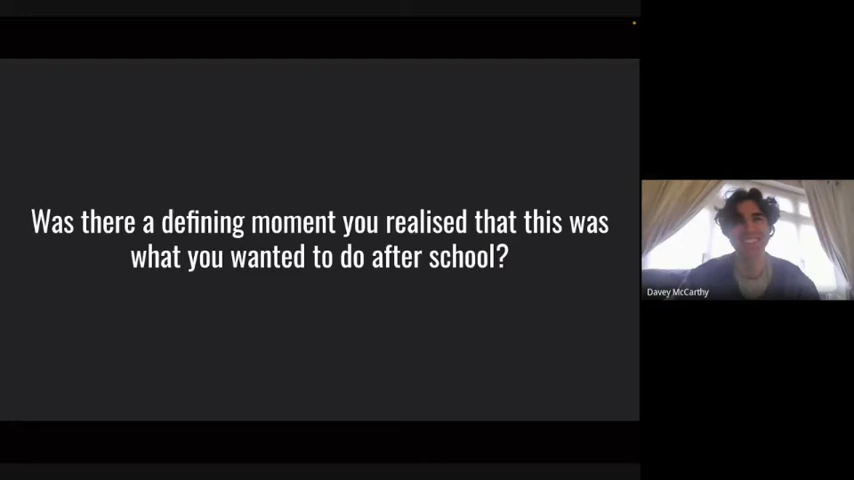 Was there a defining moment you realised that this was
what you wanted to do after school?
Davey McCarthy